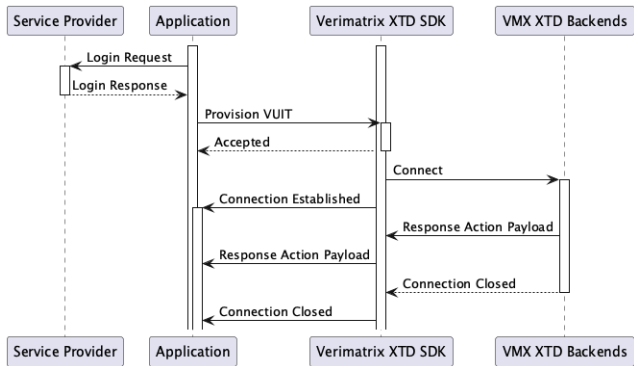 Service Provider
Application
Verimatrix XTD SDK
VMX XTD Backends
Login Request
Login Response
Provision VUIT
Accepted
Connect
Connection Established
Response Action Payload
Response Action Payload
Connection Closed
Connection Closed
Service Provider
Application
Verimatrix XTD SDK
VMX XTD Backends